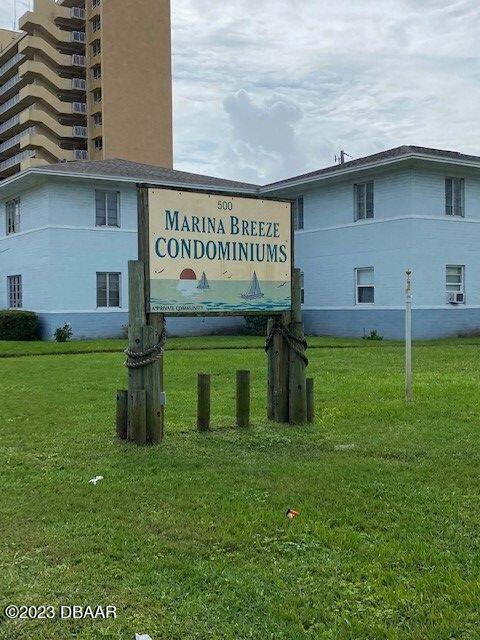 500
MARINA BREEZE
CONDOMINIUMS
A PRIVATE COMMUNITY
©2023 DBAAR